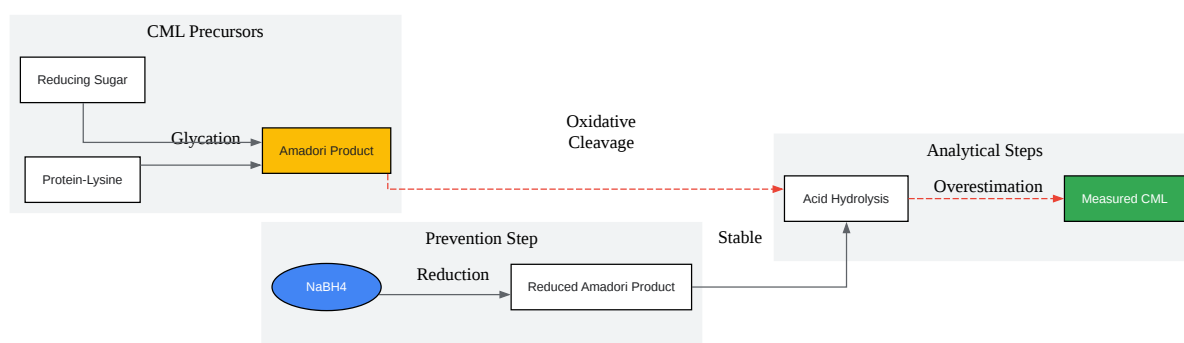 CML Precursors
Reducing Sugar
Glycation
Amadori Product
Protein-Lysine
Oxidative
Cleavage
Analytical Steps
Acid Hydrolysis
Overestimation
Measured CML
Prevention Step
NaBH4
Reduction
Reduced Amadori Product
Stable